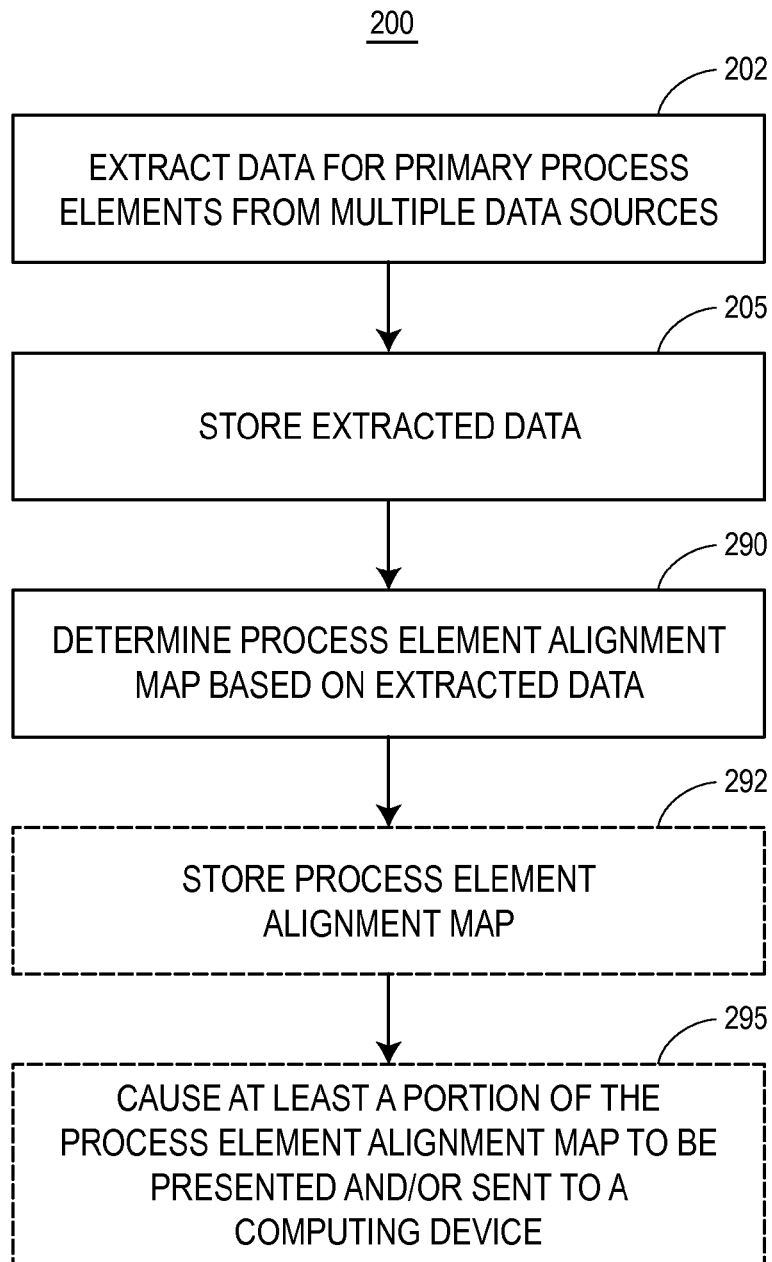 200
202
EXTRACT DATA FOR PRIMARY PROCESS
ELEMENTS FROM MULTIPLE DATA SOURCES
205
STORE EXTRACTED DATA
290
DETERMINE PROCESS ELEMENT ALIGNMENT
MAP BASED ON EXTRACTED DATA
292
STORE PROCESS ELEMENT
ALIGNMENT MAP
295
CAUSE AT LEAST A PORTION OF THE
PROCESS ELEMENT ALIGNMENT MAP TO BE
PRESENTED AND/OR SENT TO A
COMPUTING DEVICE